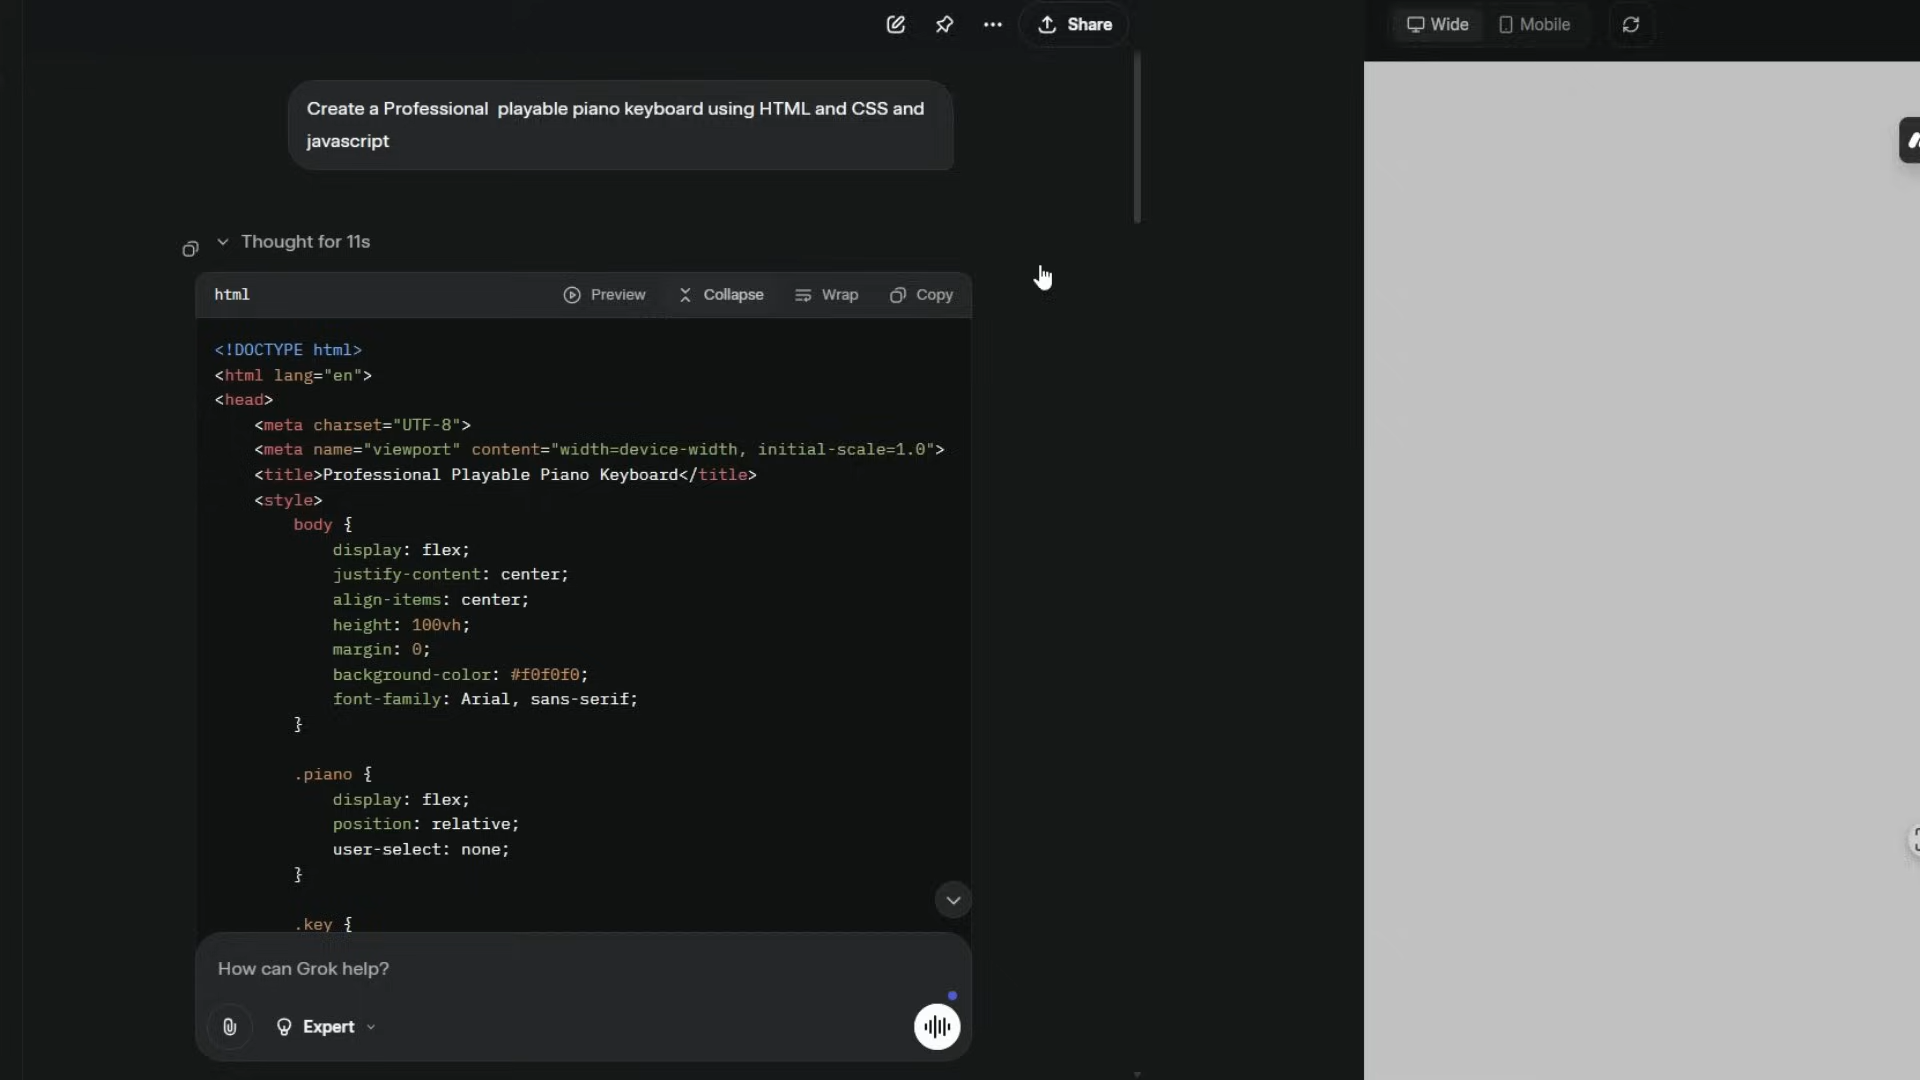 Share
Wide
Mobile
Create a Professional  playable piano keyboard using HTML and CSS and
javascript
Thought for 11s
html
Preview
Collapse
Wrap
Copy
<!DOCTYPE html>
<html lang="en">
<head>
    <meta charset="UTF-8">
    <meta name="viewport" content="width=device-width, initial-scale=1.0">
    <title>Professional Playable Piano Keyboard</title>
    <style>
        body {
            display: flex;
            justify-content: center;
            align-items: center;
            height: 100vh;
            margin: 0;
            background-color: #f0f0f0;
            font-family: Arial, sans-serif;
        }
        .piano {
            display: flex;
            position: relative;
            user-select: none;
        }
        .key {
How can Grok help?
Expert